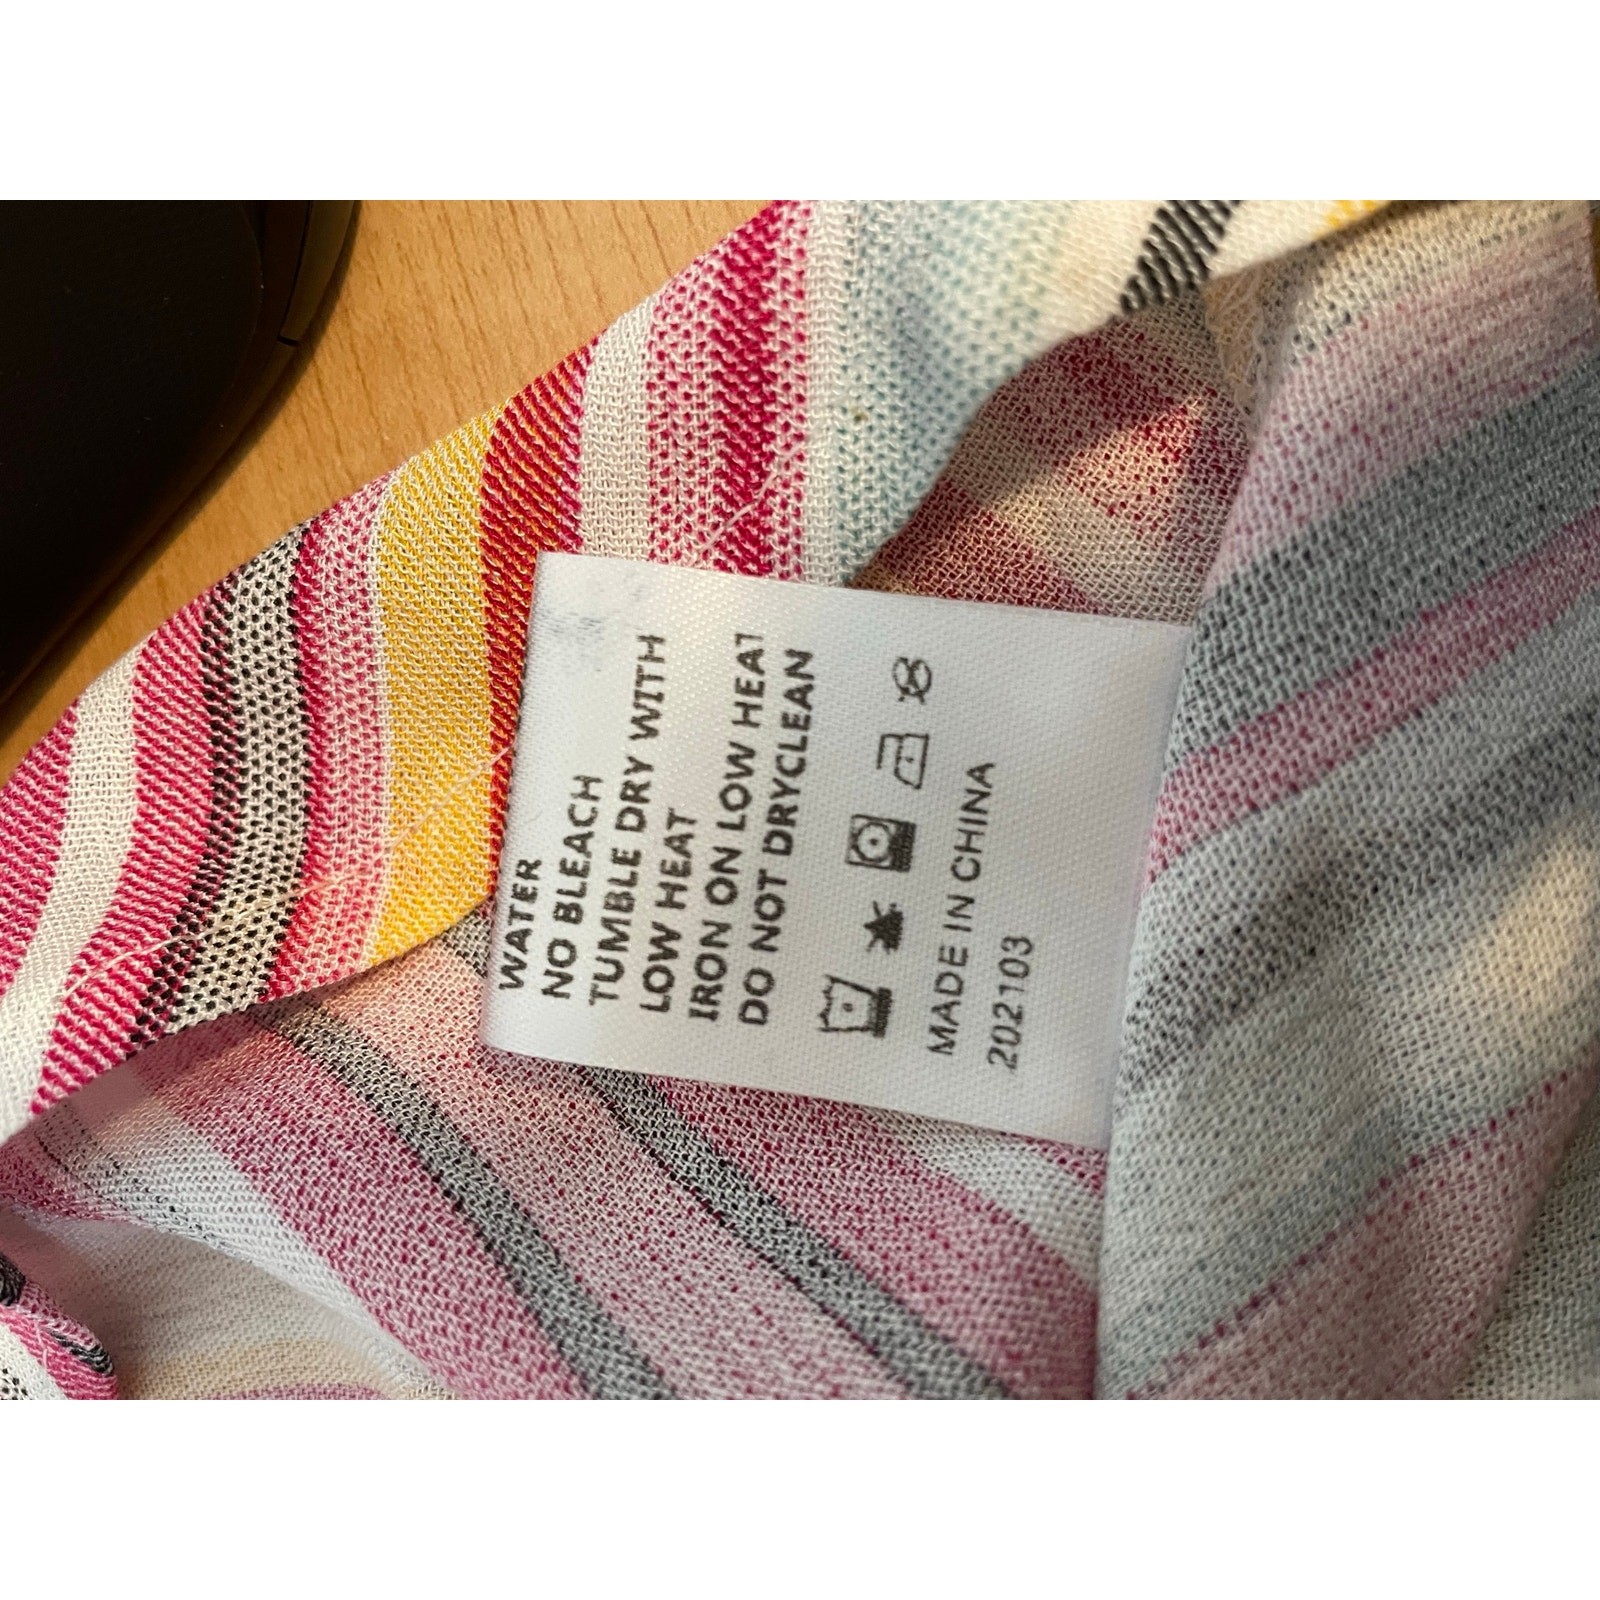 WATER
NO BLEACH
TUMBLE DRY WITH
LOW HEAT
IRON ON LOW HEAT
DO NOT DRYCLEAN
MADE IN CHINA
202103